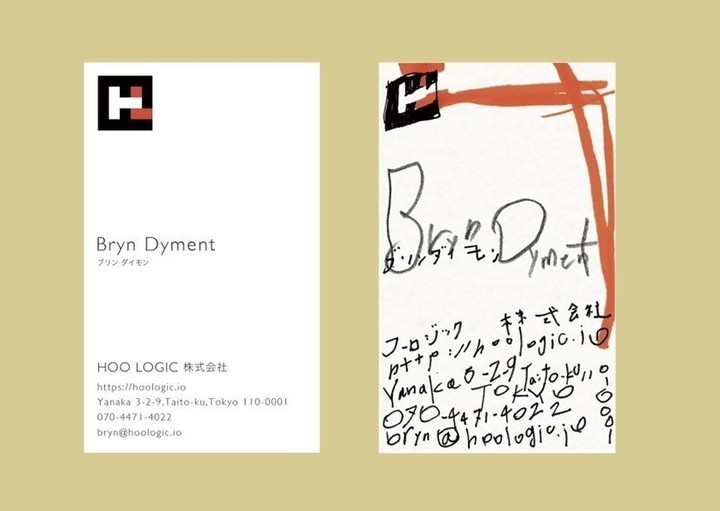 Bryn Dyment
ブリン ダイモン
HOO LOGIC 株式会社
https://hoologic.io
Yanaka 3-2-9,Taito-ku,Tokyo 110-0001
070-4471-4022
bryn@hoologic.io
Bryn Dyment
ブリンダイモン
フーロジック 株式会社
http://hoologic.io
Yanaka 3-2-9 Taito-ku
TOKYO 110-0001
070-4471-4022
bryn@hoologic.io